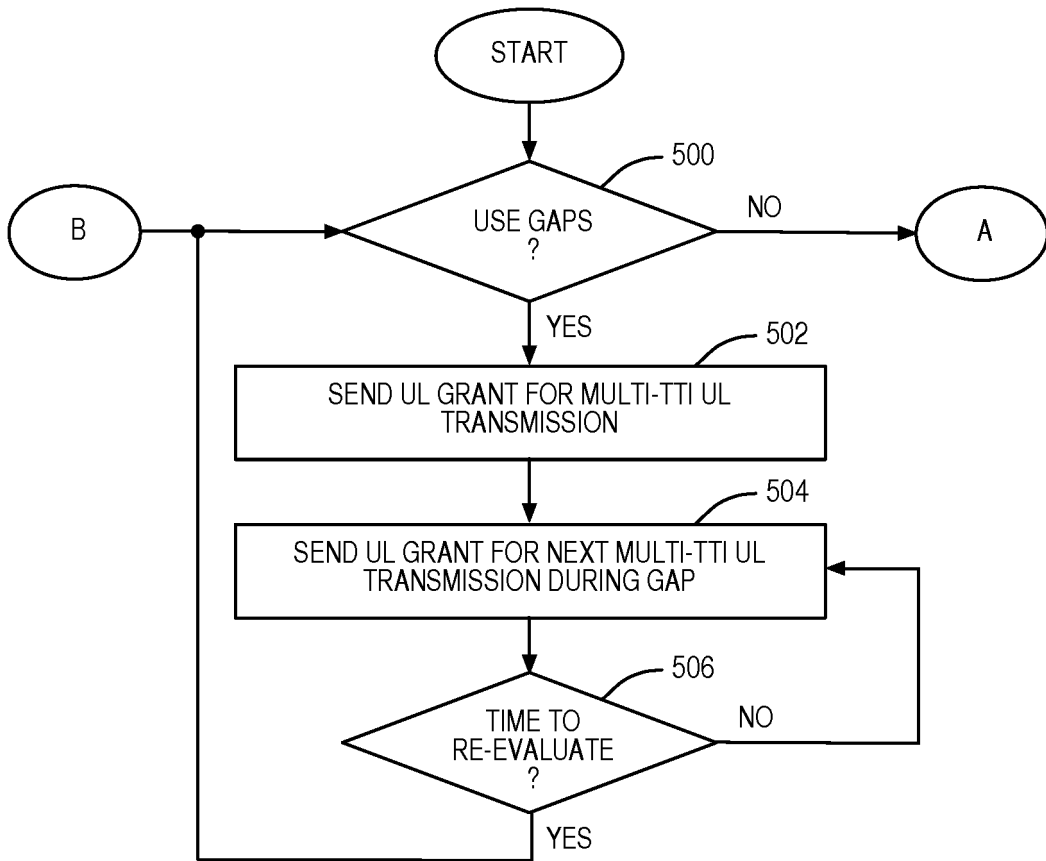 START
500
B
USE GAPS
?
NO
A
YES
502
SEND UL GRANT FOR MULTI-TTI UL
TRANSMISSION
504
SEND UL GRANT FOR NEXT MULTI-TTI UL
TRANSMISSION DURING GAP
506
TIME TO
RE-EVALUATE
?
NO
YES